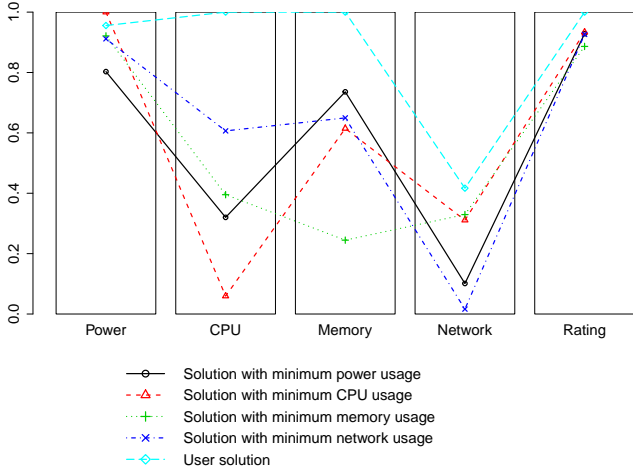 1.0
0.8
0.6
0.4
0.2
0.0
Power CPU Memory Network Rating
Solution with minimum power usage
Solution with minimum CPU usage
Solution with minimum memory usage
Solution with minimum network usage
User solution